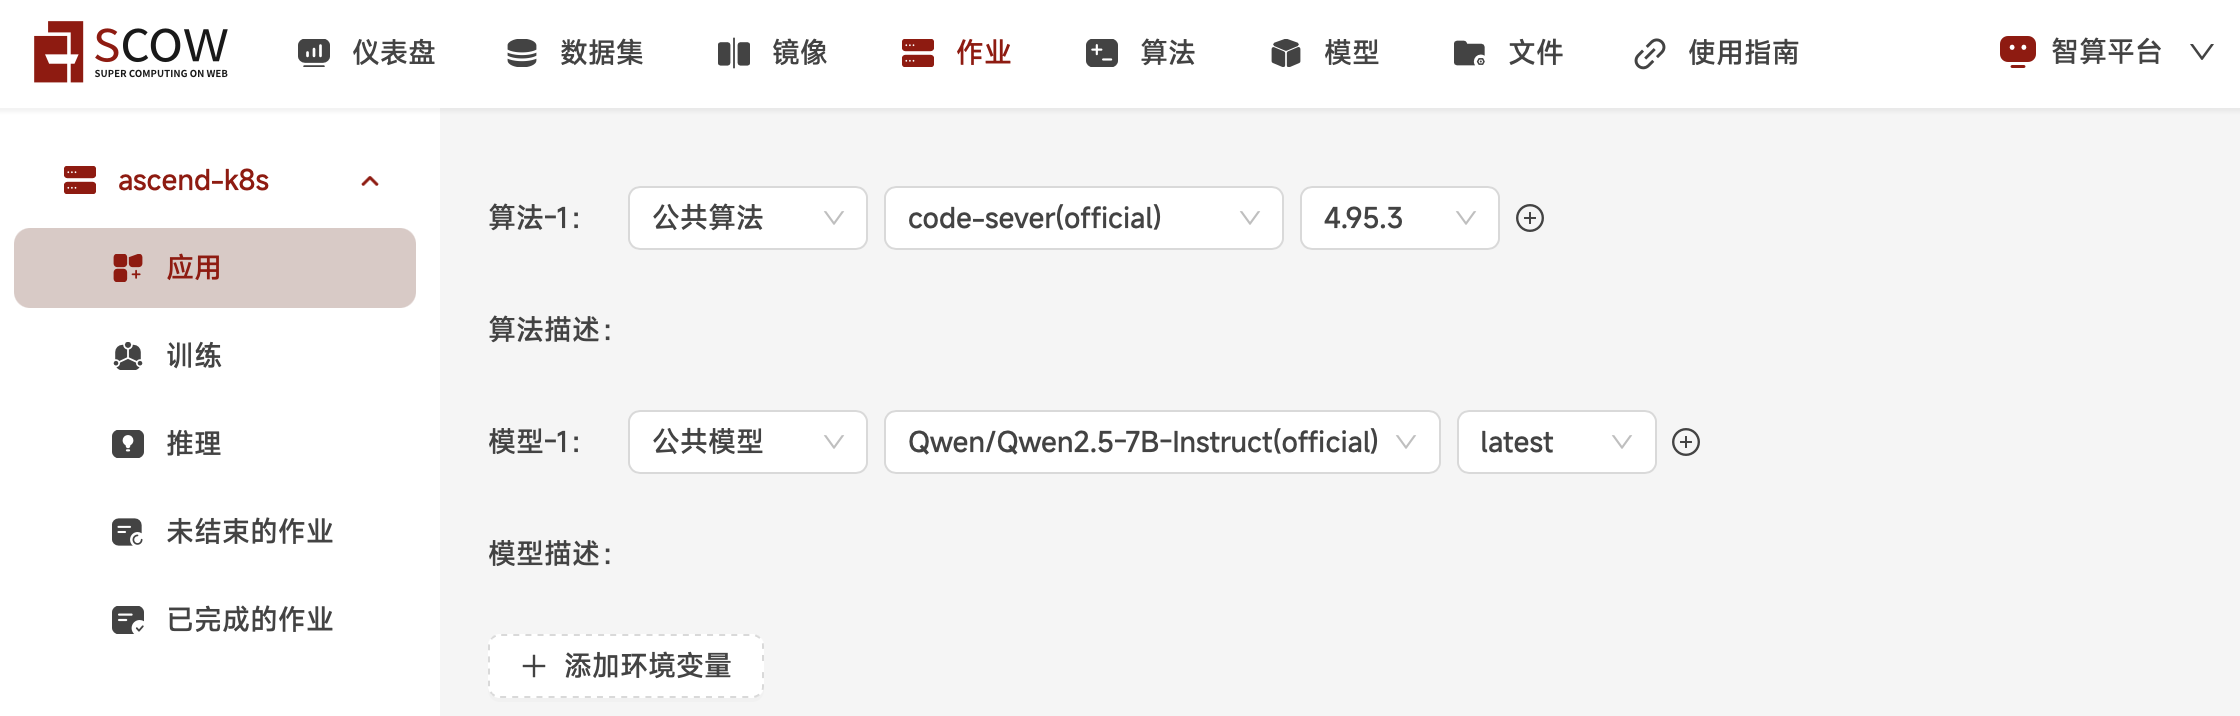 SCOW
SUPER COMPUTING ON WEB
仪表盘
数据集
镜像
作业
算法
模型
文件
使用指南
智算平台
ascend-k8s
应用
训练
推理
未结束的作业
已完成的作业
算法-1: 公共算法 code-sever(official) 4.95.3
算法描述:
模型-1: 公共模型 Qwen/Qwen2.5-7B-Instruct(official) latest
模型描述:
添加环境变量